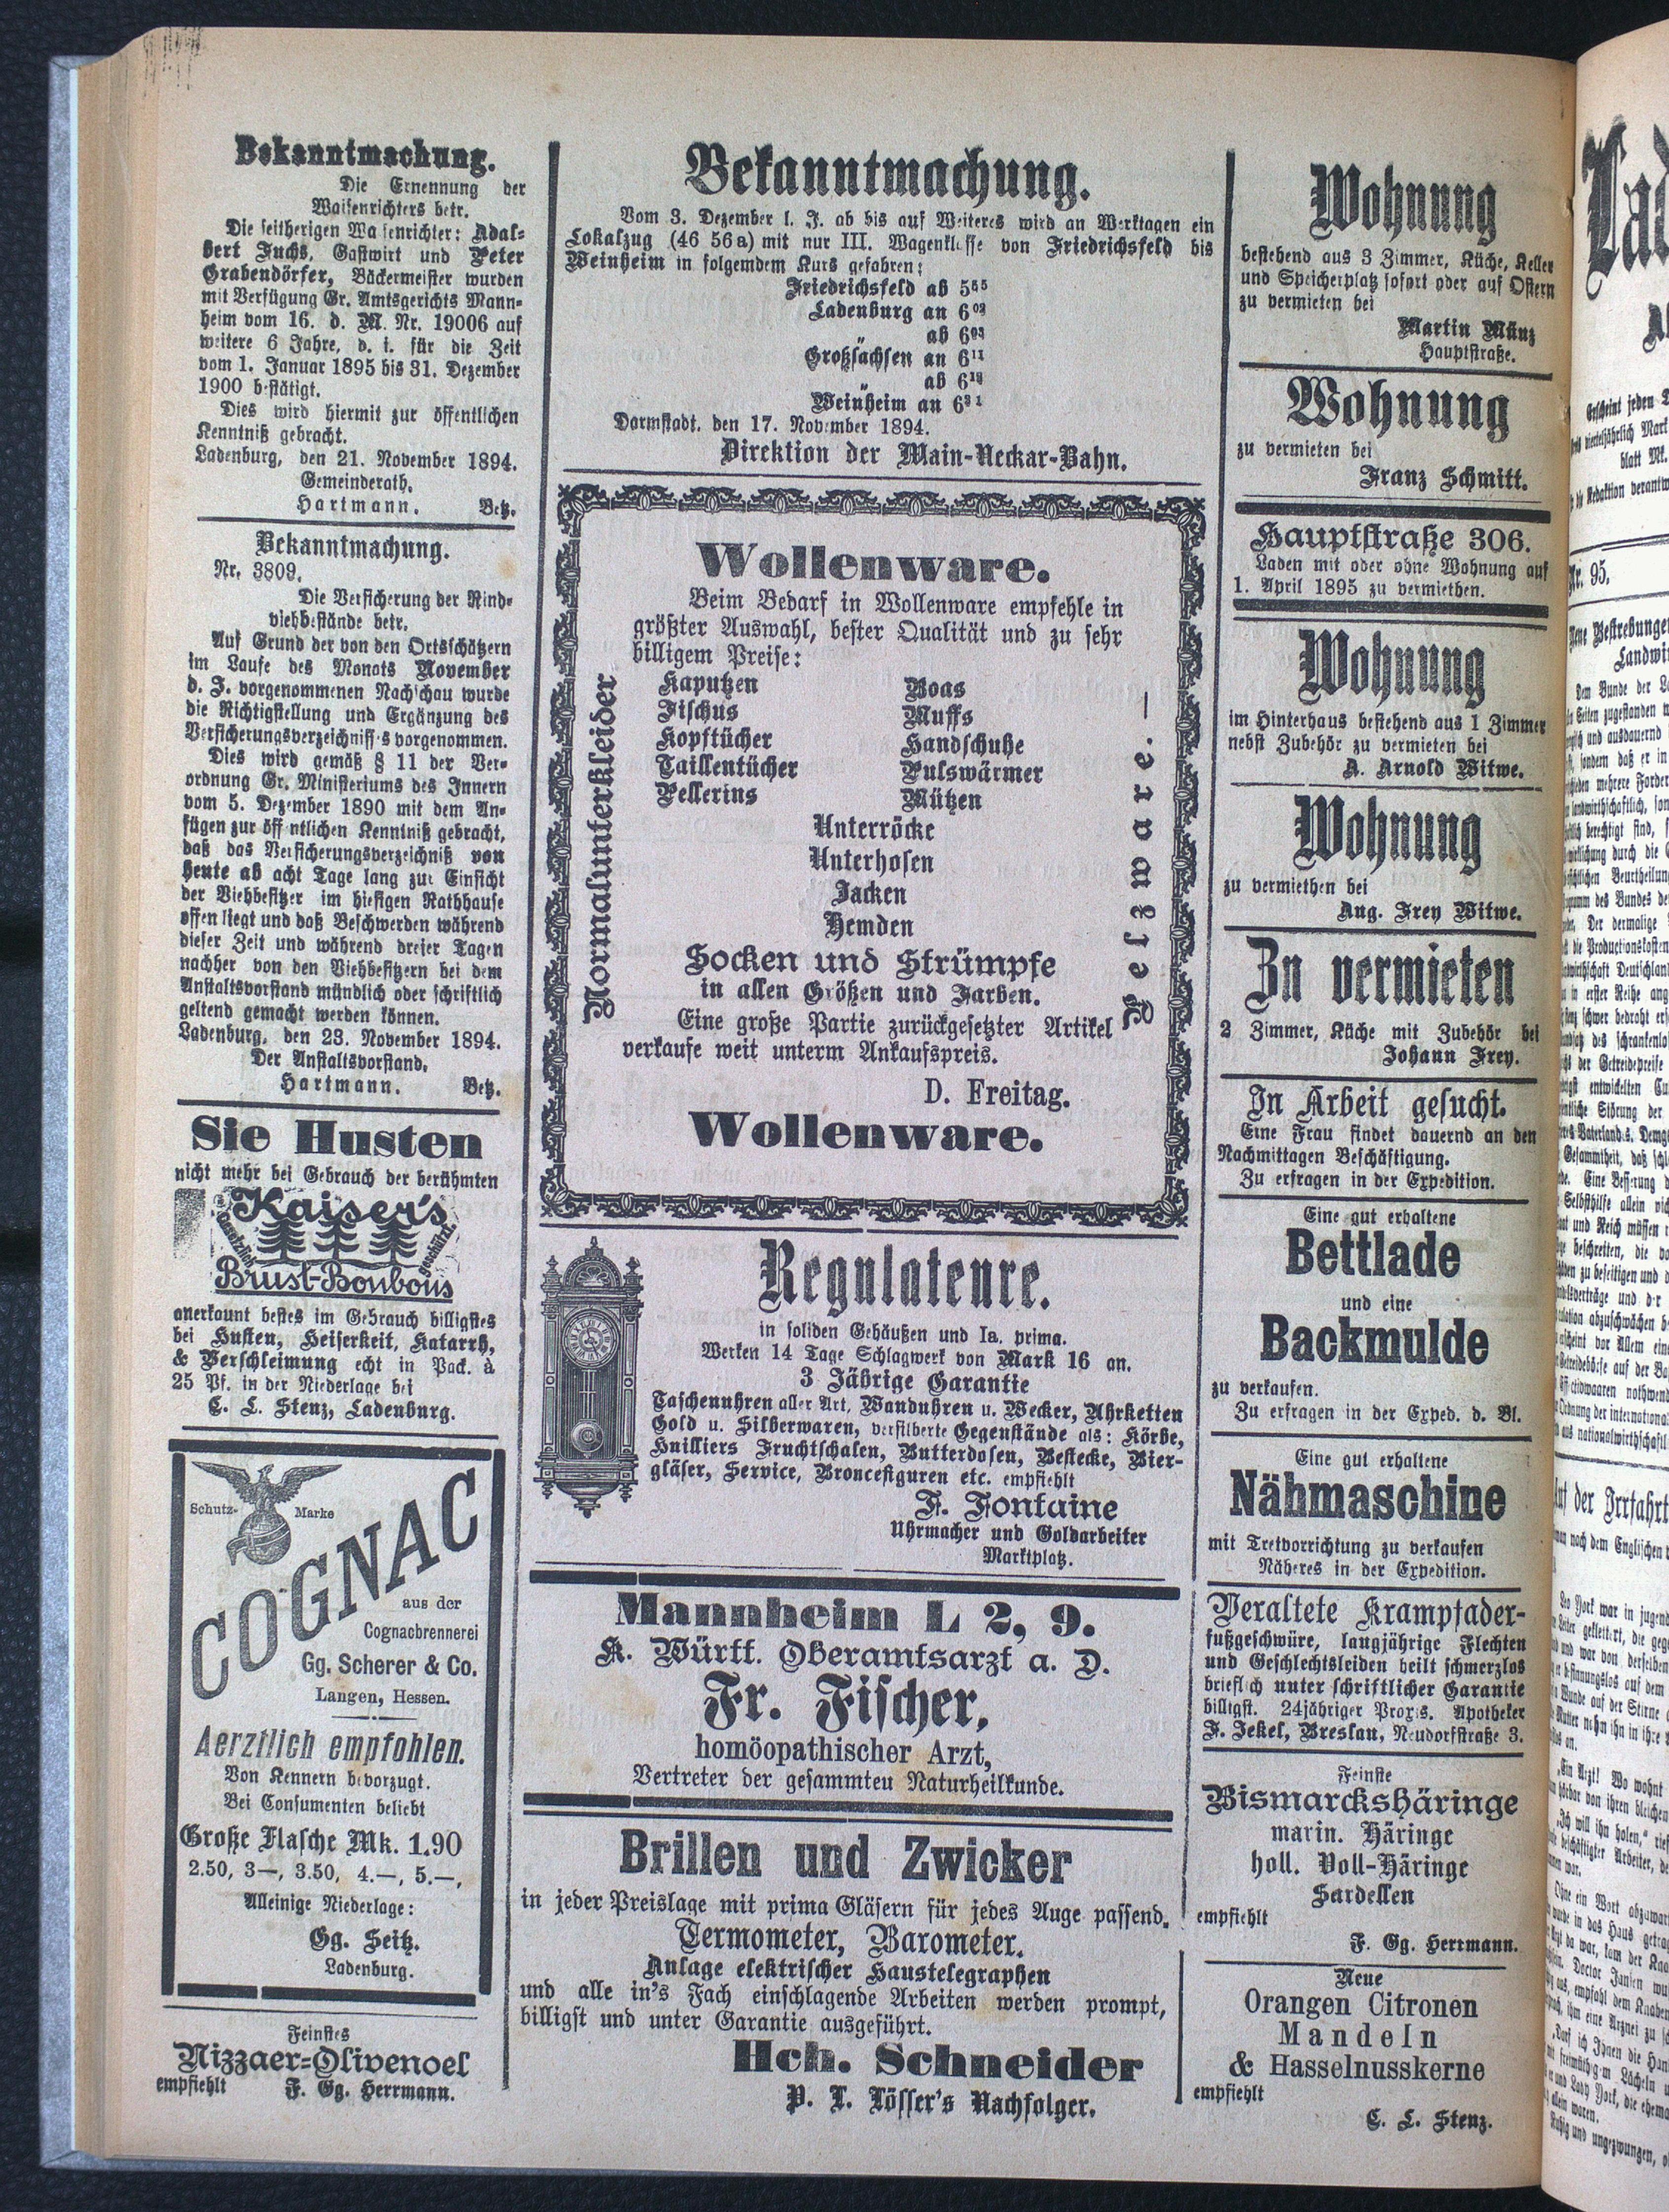 Bekanntmachung.
Die Ernennung der
Waisenrichters betr.
Die seitherigen Waisenrichter: Adal-
bert Fuchs, Gastwirt und Peter
Grabendörfer, Bäckermeister wurden
mit Verfügung Gr. Amtsgerichts Mann-
heim vom 16. d. M. Nr. 19006 auf
weitere 6 Jahre, d. i. für die Zeit
vom 1. Januar 1895 bis 31. Dezember
1900 bestätigt.
Dies wird hiermit zur öffentlichen
Kenntniß gebracht.
Ladenburg, den 21. November 1894.
Gemeinderath.
Hartmann. Betz.
Bekanntmachung.
Nr. 3809.
Die Versicherung der Rind-
viehbestände betr.
Auf Grund der von den Ortsschätzern
im Laufe des Monats November
d. J. vorgenommenen Nachschau wurde
die Richtigstellung und Ergänzung des
Versicherungsverzeichnisses vorgenommen.
Dies wird gemäß § 11 der Ver-
ordnung Gr. Ministeriums des Innern
vom 5. Dezember 1890 mit dem An-
fügen zur öffentlichen Kenntniß gebracht,
daß das Versicherungsverzeichniß von
heute ab acht Tage lang zur Einsicht
der Viehbesitzer im hiesigen Rathhause
offen liegt und daß Beschwerden während
dieser Zeit und während dreier Tagen
nachher von den Viehbesitzern bei dem
Anstaltsvorstand mündlich oder schriftlich
geltend gemacht werden können.
Ladenburg, den 23. November 1894.
Der Anstaltsvorstand.
Hartmann. Betz.
Sie Husten
nicht mehr bei Gebrauch der berühmten
Kaiser's
Gesetzlich geschützt.
Brust-Bonbons
anerkannt bestes im Gebrauch billigstes
bei Husten, Heiserkeit, Katarrh,
& Verschleimung echt in Pack. à
25 Pf. in der Niederlage bei
C. L. Stenz, Ladenburg.
Schutz- Marke
COGNAC
aus der
Cognacbrennerei
Gg. Scherer & Co.
Langen, Hessen.
Aerztlich empfohlen.
Von Kennern bevorzugt.
Bei Consumenten beliebt
Große Flasche Mk. 1.90
2.50, 3—, 3.50, 4.—, 5.—,
Alleinige Niederlage:
Gg. Seitz.
Ladenburg.
Feinstes
Nizzaer-Olivenoel
empfiehlt F. Gg. Herrmann.
Bekanntmachung.
Vom 3. Dezember l. J. ab bis auf Weiteres wird an Werktagen ein
Lokalzug (46 56a) mit nur III. Wagenklasse von Friedrichsfeld bis
Weinheim in folgemdem Kurs gefahren:
Friedrichsfeld ab 5⁵⁵
Ladenburg an 6⁰²
ab 6⁰³
Großsachsen an 6¹¹
ab 6¹²
Weinheim an 6²¹
Darmstadt, den 17. November 1894.
Direktion der Main-Neckar-Bahn.
Wollenware.
Beim Bedarf in Wollenware empfehle in
größter Auswahl, bester Qualität und zu sehr
billigem Preise:
Normalunterkleider
Kaputzen Boas
Fischus Muffs
Kopftücher Handschuhe
Taillentücher Pulswärmer
Pellerins Mützen
Unterröcke
Unterhosen
Jacken
Hemden
Pelzware. —
Socken und Strümpfe
in allen Größen und Farben.
Eine große Partie zurückgesetzter Artikel
verkaufe weit unterm Ankaufspreis.
D. Freitag.
Wollenware.
Regulateure.
in soliden Gehäußen und Ia. prima.
Werken 14 Tage Schlagwerk von Mark 16 an.
3 Jährige Garantie
Taschenuhren aller Art, Wanduhren u. Wecker, Uhrketten
Gold u. Silberwaren, versilberte Gegenstände als: Körbe,
Huilliers Fruchtschalen, Butterdosen, Bestecke, Bier-
gläser, Service, Broncefiguren etc. empfiehlt
F. Fontaine
Uhrmacher und Goldarbeiter
Marktplatz.
Mannheim L 2, 9.
K. Württ. Oberamtsarzt a. D.
Fr. Fischer,
homöopathischer Arzt,
Vertreter der gesammten Naturheilkunde.
Brillen und Zwicker
in jeder Preislage mit prima Gläsern für jedes Auge passend.
Termometer, Barometer.
Anlage elektrischer Haustelegraphen
und alle in's Fach einschlagende Arbeiten werden prompt,
billigst und unter Garantie ausgeführt.
Hch. Schneider
P. L. Lösser's Nachfolger.
Wohnung
bestehend aus 3 Zimmer, Küche, Keller
und Speicherplatz sofort oder auf Ostern
zu vermieten bei
Martin Münz
Hauptstraße.
Wohnung
zu vermieten bei
Franz Schmitt.
Hauptstraße 306.
Laden mit oder ohne Wohnung auf
1. April 1895 zu vermiethen.
Wohnung
im Hinterhaus bestehend aus 1 Zimmer
nebst Zubehör zu vermieten bei
A. Arnold Witwe.
Wohnung
zu vermiethen bei
Aug. Frey Witwe.
Zu vermieten
2 Zimmer, Küche mit Zubehör bei
Johann Frey.
In Arbeit gesucht.
Eine Frau findet dauernd an den
Nachmittagen Beschäftigung.
Zu erfragen in der Expedition.
Eine gut erhaltene
Bettlade
und eine
Backmulde
zu verkaufen.
Zu erfragen in der Exped. d. Bl.
Eine gut erhaltene
Nähmaschine
mit Tretvorrichtung zu verkaufen
Näheres in der Expedition.
Veraltete Krampfader-
fußgeschwüre, langjährige Flechten
und Geschlechtsleiden heilt schmerzlos
brieflich unter schriftlicher Garantie
billigst. 24jähriger Praxis. Apotheker
F. Jekel, Breslau, Neudorfstraße 3.
Feinste
Bismarckshäringe
marin. Häringe
holl. Voll-Häringe
Sardellen
empfiehlt
F. Gg. Herrmann.
Neue
Orangen Citronen
Mandeln
& Hasselnusskerne
empfiehlt
C. L. Stenz.
Nr. 95.